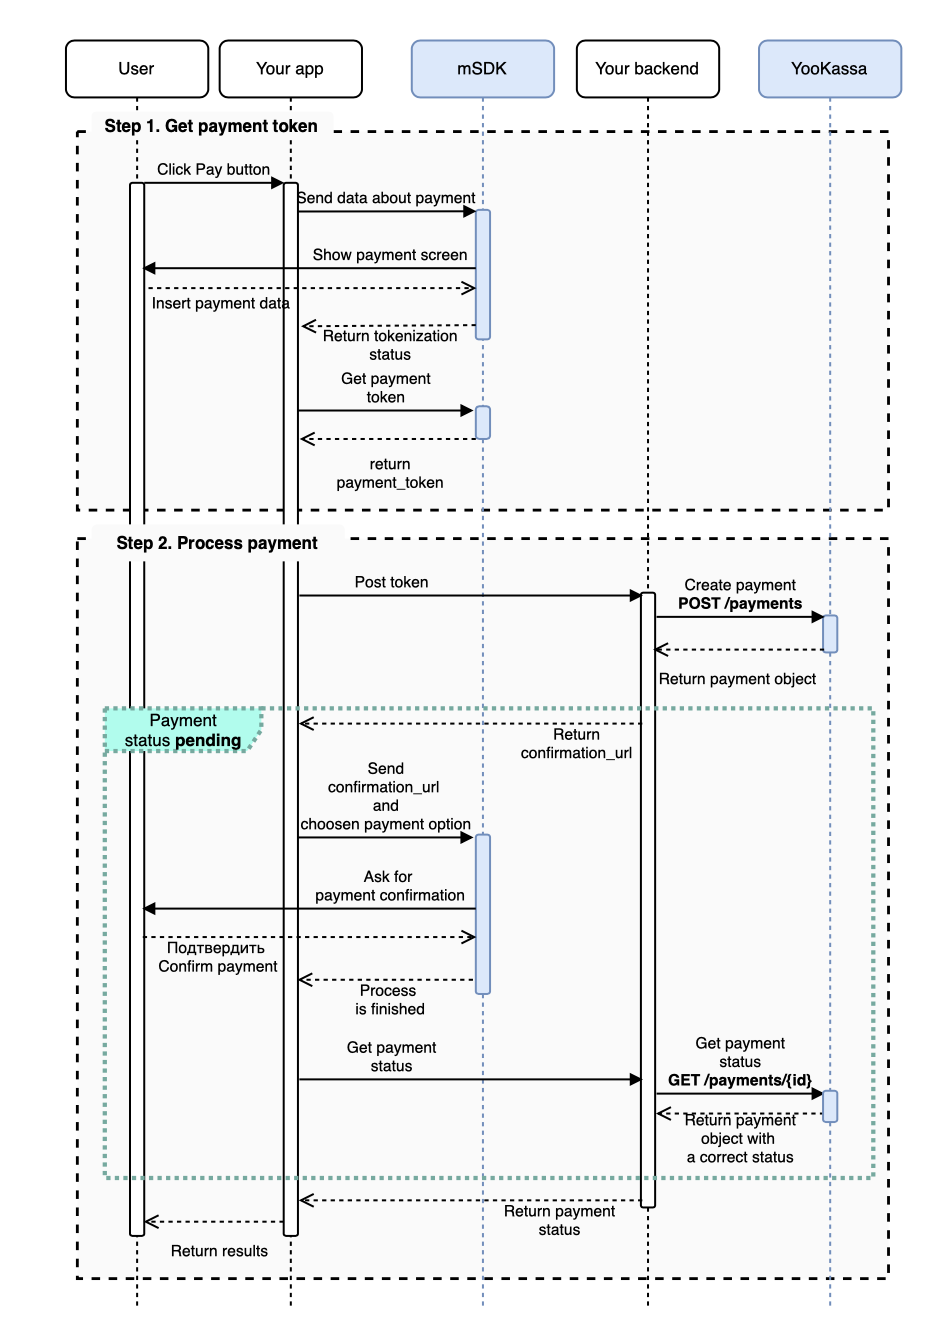 User
Your app
mSDK
Your backend
YooKassa
Step 1. Get payment token
Click Pay button
Send data about payment
Show payment screen
Insert payment data
Return tokenization
status
Get payment
token
return
payment_token
Step 2. Process payment
Post token
Create payment
POST /payments
Return payment object
Payment
status pending
Return
confirmation_url
Send
confirmation_url
and
choosen payment option
Ask for
payment confirmation
Подтвердить
Confirm payment
Process
is finished
Get payment
status
Get payment
status
GET /payments/{id}
Return payment
object with
a correct status
Return payment
status
Return results